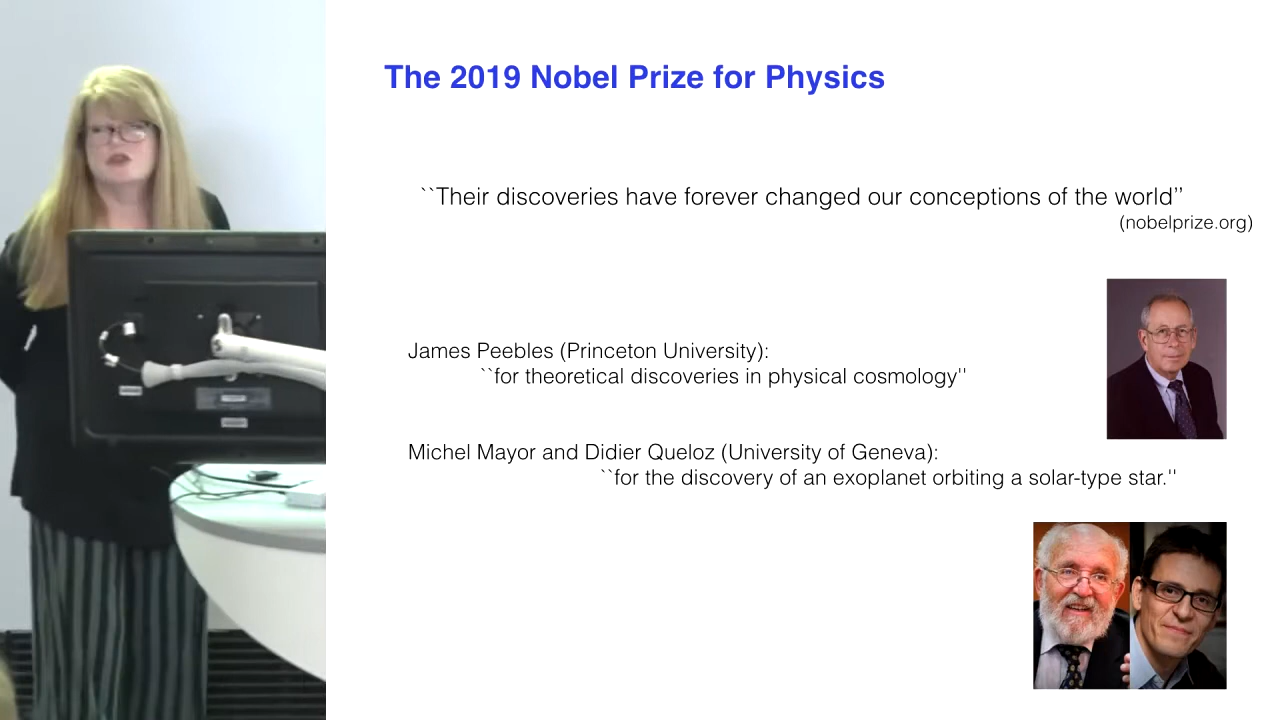 The 2019 Nobel Prize for Physics
``Their discoveries have forever changed our conceptions of the world’’
(nobelprize.org)
James Peebles (Princeton University):
``for theoretical discoveries in physical cosmology''
Michel Mayor and Didier Queloz (University of Geneva):
``for the discovery of an exoplanet orbiting a solar-type star.''